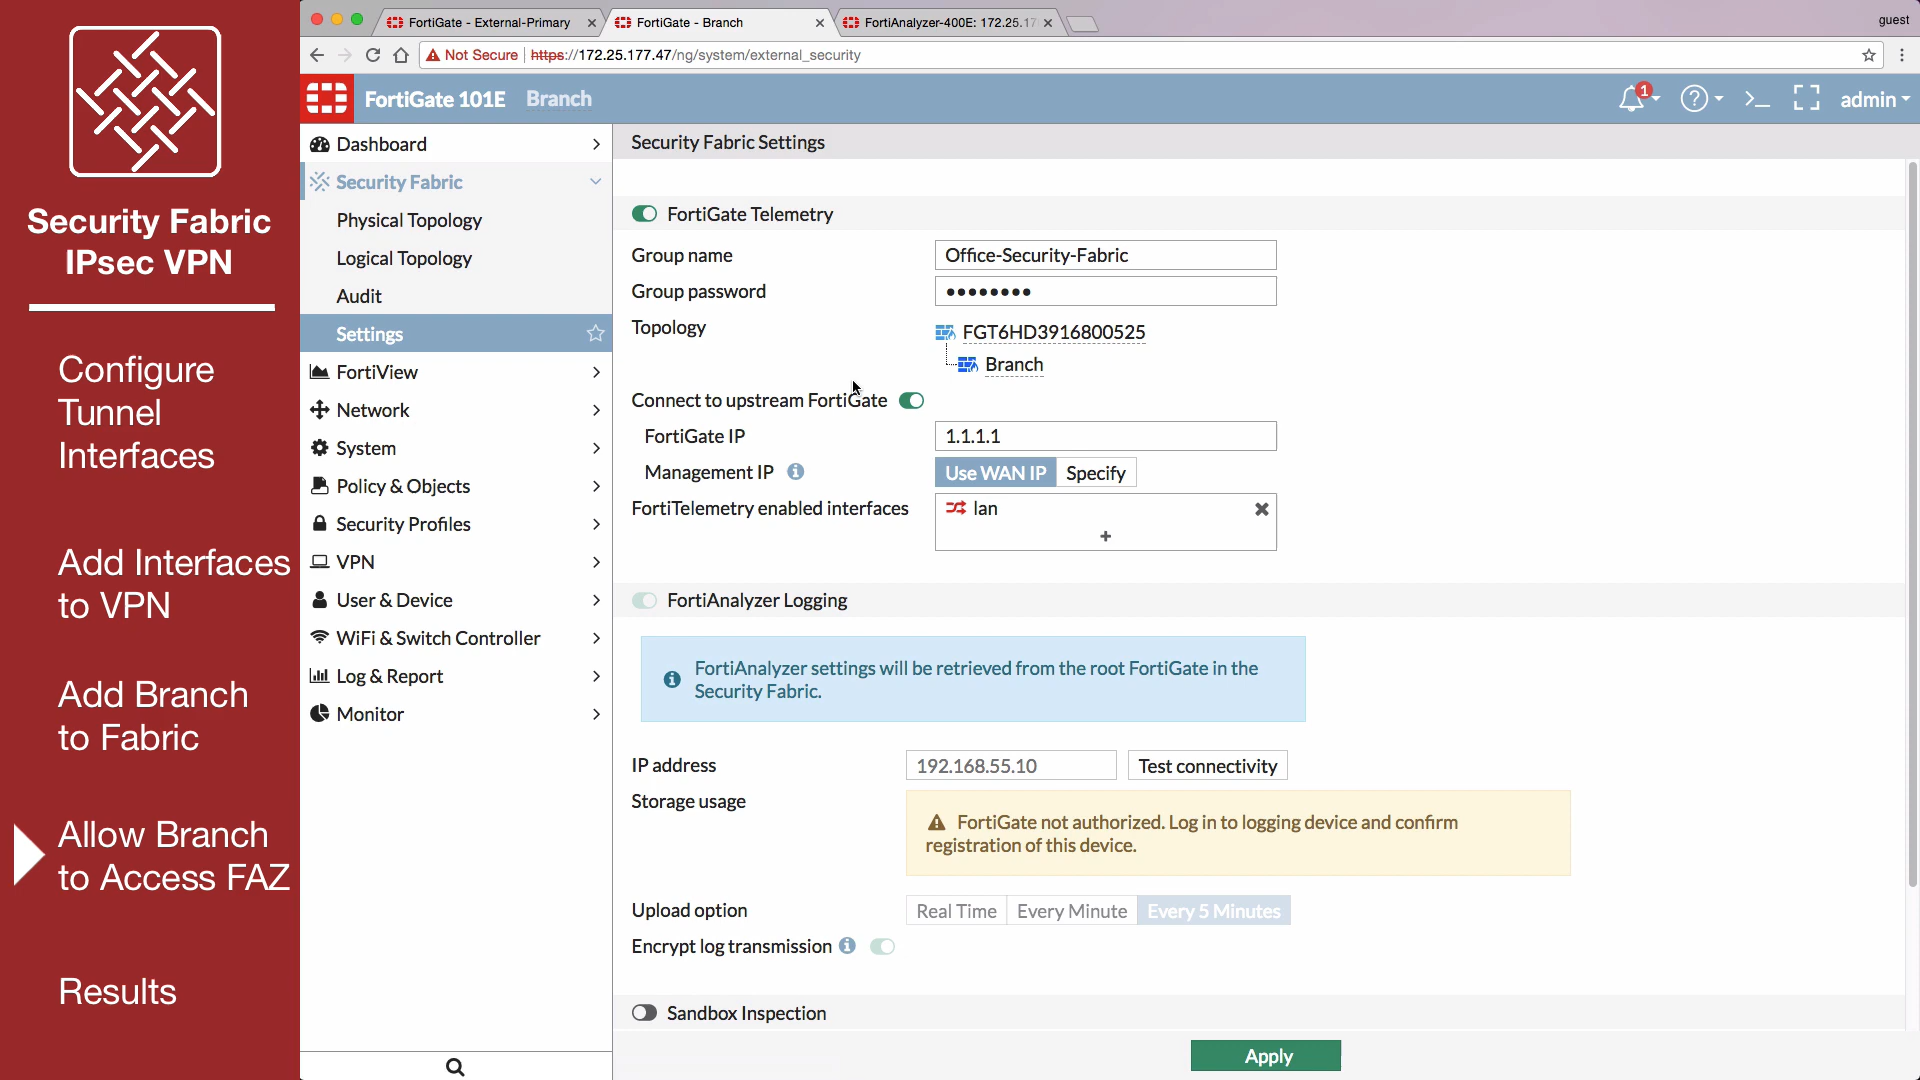 Security Fabric
IPsec VPN
Configure
Tunnel
Interfaces
Add Interfaces
to VPN
Add Branch
to Fabric
Allow Branch
to Access FAZ
Results
FortiGate - External-Primary
FortiGate - Branch
FortiAnalyzer-400E: 172.25.17
guest
Not Secure https://172.25.177.47/ng/system/external_security
FortiGate 101E Branch
1
admin
Dashboard
Security Fabric
Physical Topology
Logical Topology
Audit
Settings
FortiView
Network
System
Policy & Objects
Security Profiles
VPN
User & Device
WiFi & Switch Controller
Log & Report
Monitor
Security Fabric Settings
FortiGate Telemetry
Group name Office-Security-Fabric
Group password ••••••••
Topology FGT6HD3916800525
Branch
Connect to upstream FortiGate
FortiGate IP 1.1.1.1
Management IP Use WAN IP Specify
FortiTelemetry enabled interfaces lan
+
FortiAnalyzer Logging
FortiAnalyzer settings will be retrieved from the root FortiGate in the
Security Fabric.
IP address 192.168.55.10 Test connectivity
Storage usage
FortiGate not authorized. Log in to logging device and confirm
registration of this device.
Upload option Real Time Every Minute Every 5 Minutes
Encrypt log transmission
Sandbox Inspection
Apply